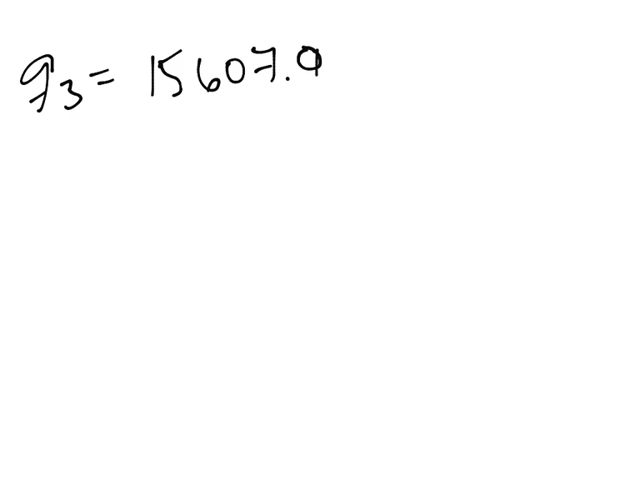 q₃ = 15607.9